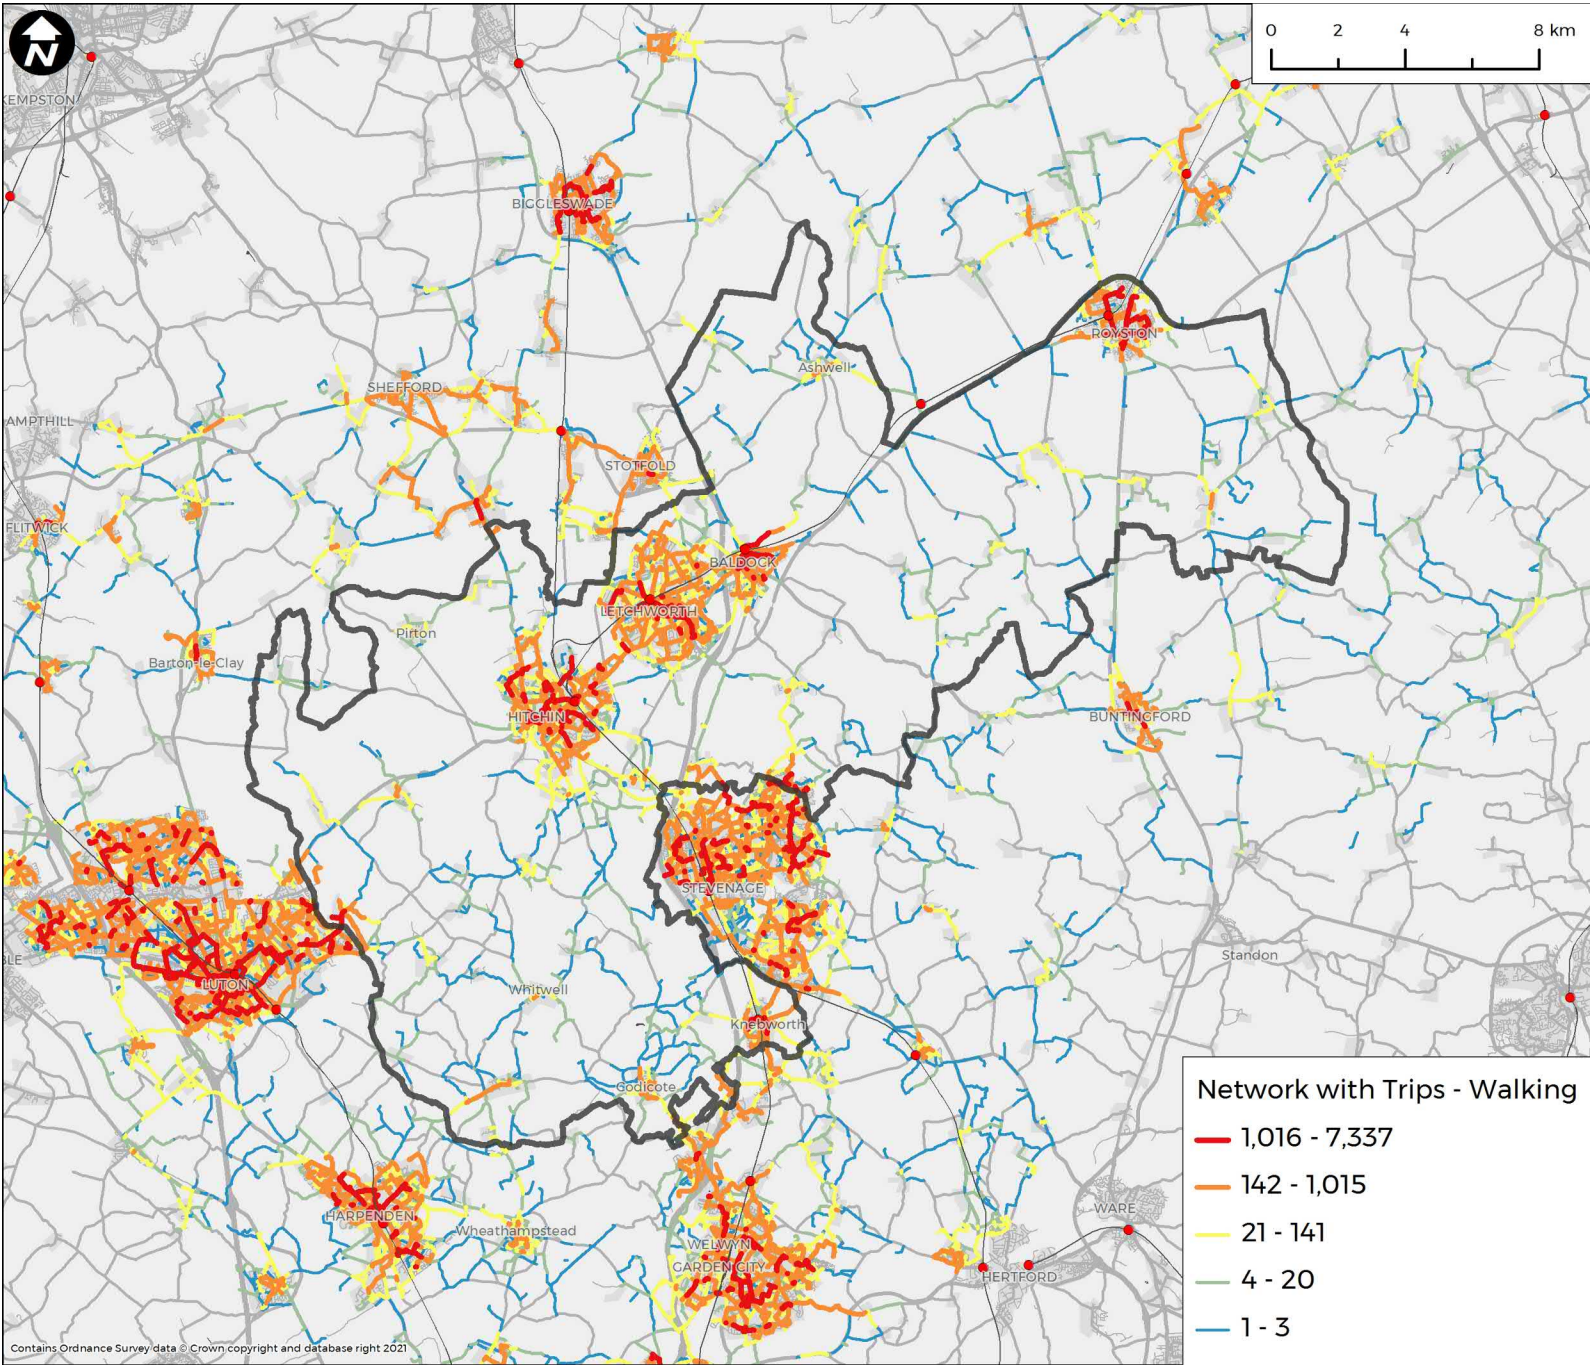 N
0 2 4 8 km
KEMPSTON
BIGGLESWADE
ROYSTON
Ashwell
SHEFFORD
AMPTHILL
STOTFOLD
FLITWICK
BALDOCK
LETCHWORTH
Pirton
Barton-le-Clay
HITCHIN
BUNTINGFORD
STEVENAGE
Standon
BLE
LUTON
Whitwell
Knebworth
Codicote
HARPENDEN
Wheathampstead
WELWYN
GARDEN CITY
WARE
HERTFORD
Network with Trips - Walking
1,016 - 7,337
142 - 1,015
21 - 141
4 - 20
1 - 3
Contains Ordnance Survey data © Crown copyright and database right 2021